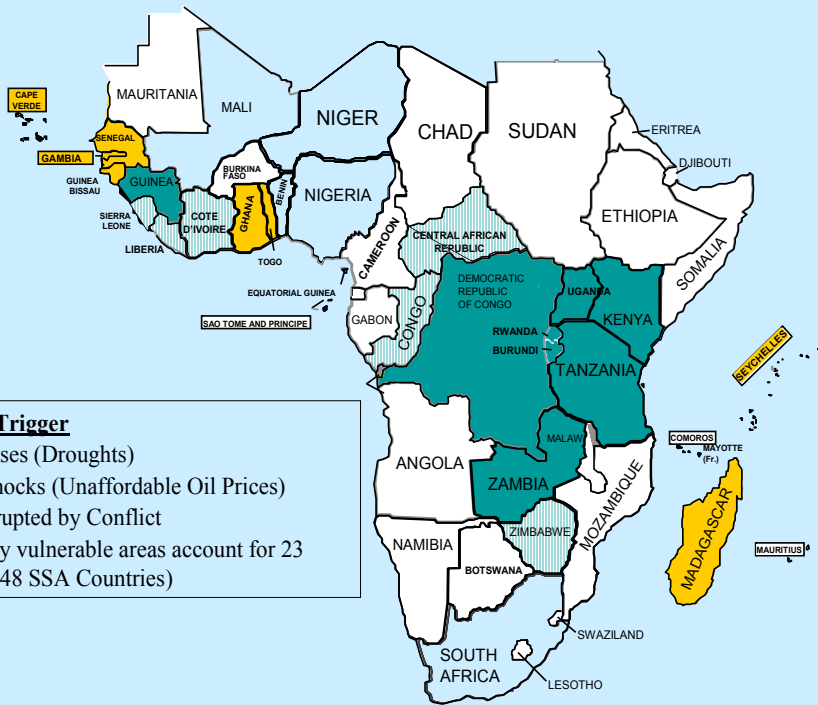 CAPE
VERDE
MAURITANIA
MALI
NIGER
CHAD
SUDAN
ERITREA
DJIBOUTI
SENEGAL
GAMBIA
GUINEA
BISSAU
GUINEA
BURKINA
FASO
BENIN
NIGERIA
ETHIOPIA
SOMALIA
SIERRA
LEONE
COTE
D'IVOIRE
GHANA
LIBERIA
TOGO
CAMEROON
CENTRAL AFRICAN
REPUBLIC
EQUATORIAL GUINEA
SAO TOME AND PRINCIPE
GABON
CONGO
DEMOCRATIC
REPUBLIC
OF CONGO
UGANDA
KENYA
RWANDA
BURUNDI
TANZANIA
SEYCHELLES
COMOROS
MAYOTTE
(Fr.)
Trigger
ses (Droughts)
hocks (Unaffordable Oil Prices)
rupted by Conflict
y vulnerable areas account for 23
48 SSA Countries)
ANGOLA
MALAW
ZAMBIA
ZIMBABWE
MOZAMBIQUE
MADAGASCAR
MAURITIUS
NAMIBIA
BOTSWANA
SWAZILAND
SOUTH
AFRICA
LESOTHO